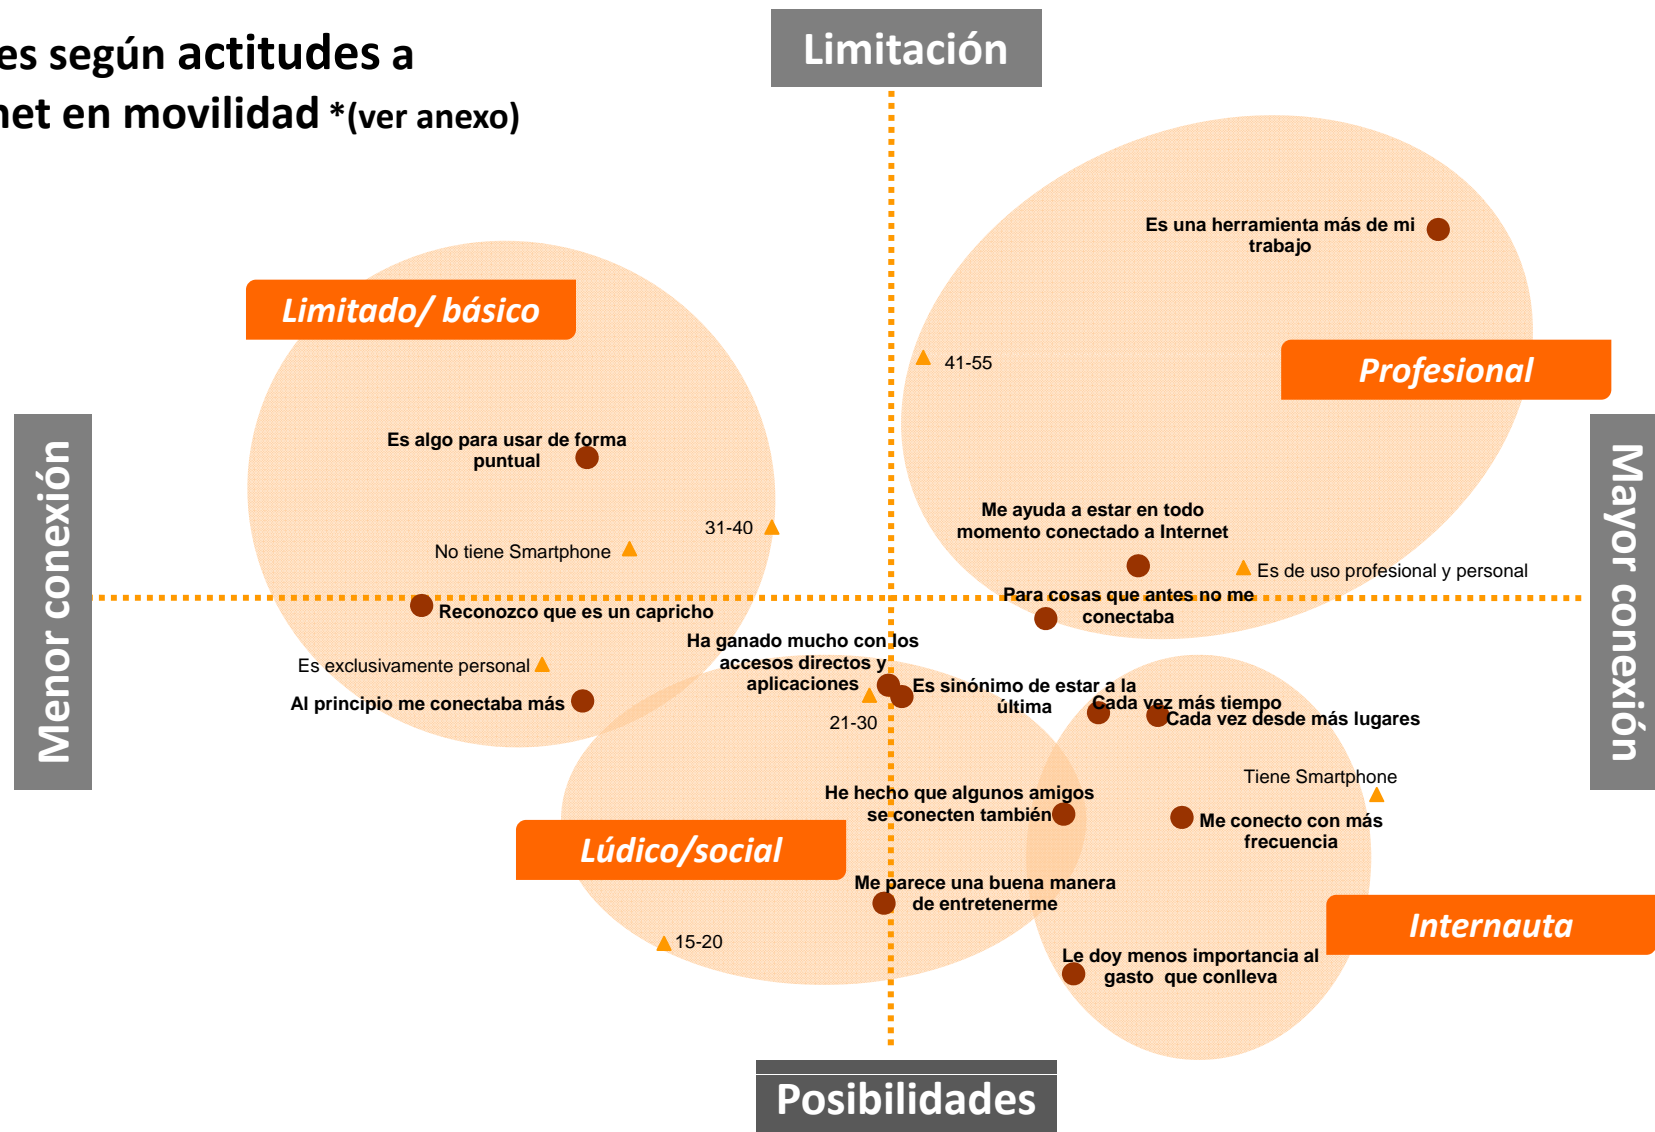 es según actitudes a
net en movilidad *(ver anexo)
Limitación
Es una herramienta más de mi
trabajo
Limitado/ básico
41-55
Profesional
Es algo para usar de forma
puntual
Menor conexión
Mayor conexión
31-40
No tiene Smartphone
Me ayuda a estar en todo
momento conectado a Internet
Es de uso profesional y personal
Para cosas que antes no me
conectaba
Reconozco que es un capricho
Ha ganado mucho con los
accesos directos y
aplicaciones
Es exclusivamente personal
Al principio me conectaba más
Es sinónimo de estar a la
última
Cada vez más tiempo
Cada vez desde más lugares
21-30
Tiene Smartphone
He hecho que algunos amigos
se conecten también
Me conecto con más
frecuencia
Lúdico/social
Me parece una buena manera
de entretenerme
Internauta
15-20
Le doy menos importancia al
gasto que conlleva
Posibilidades